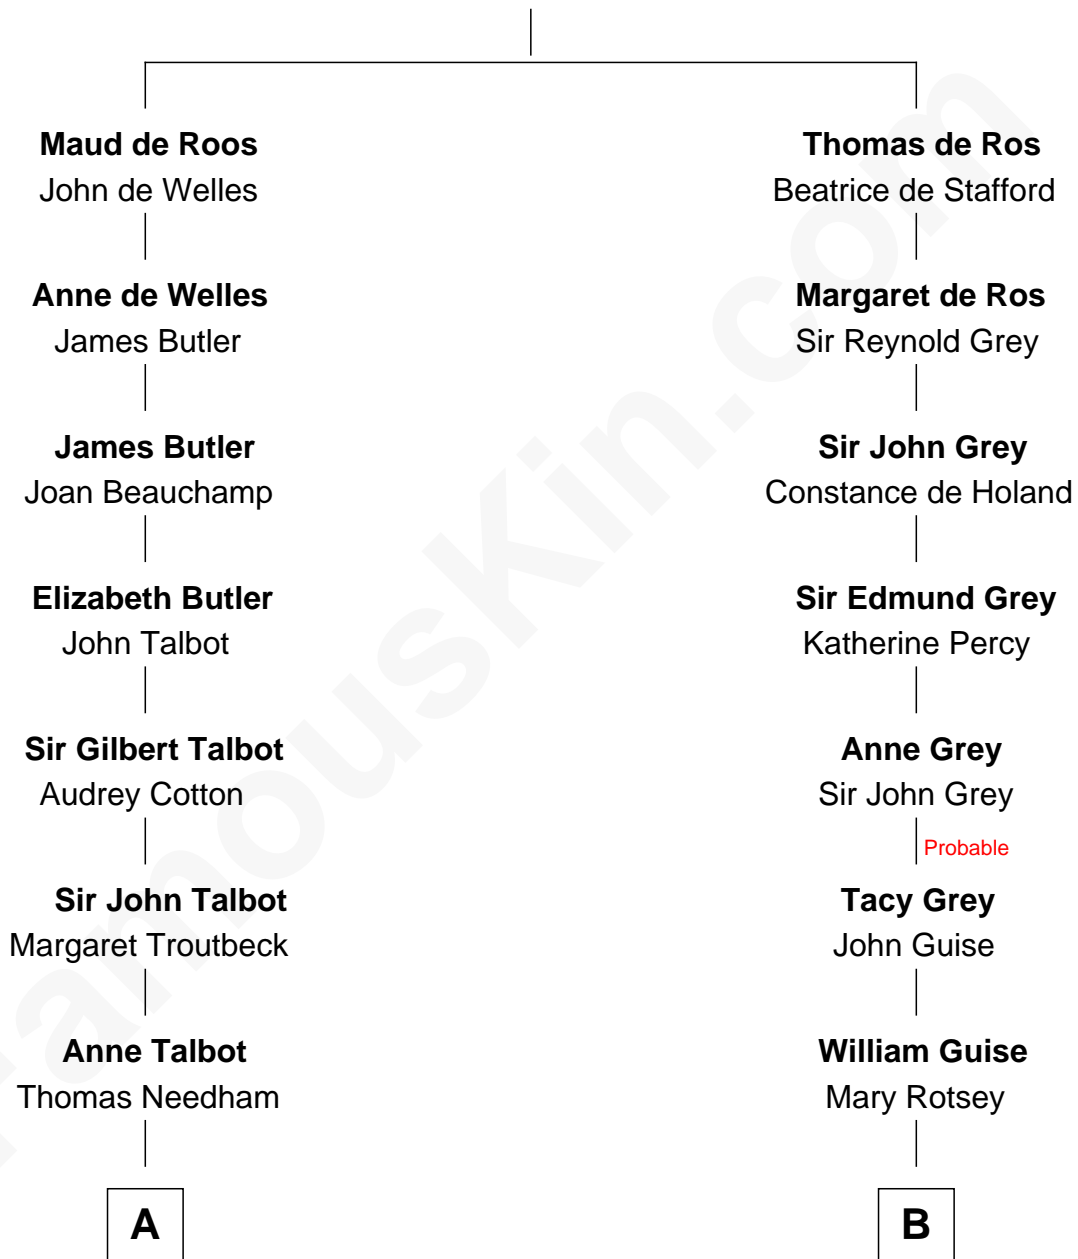 Maud de Roos
John de Welles
Thomas de Ros
Beatrice de Stafford
Anne de Welles
James Butler
Margaret de Ros
Sir Reynold Grey
James Butler
Joan Beauchamp
Sir John Grey
Constance de Holand
Elizabeth Butler
John Talbot
Sir Edmund Grey
Katherine Percy
Sir Gilbert Talbot
Audrey Cotton
Anne Grey
Sir John Grey
Probable
Sir John Talbot
Margaret Troutbeck
Tacy Grey
John Guise
Anne Talbot
Thomas Needham
William Guise
Mary Rotsey
A
B
FamousKin.com